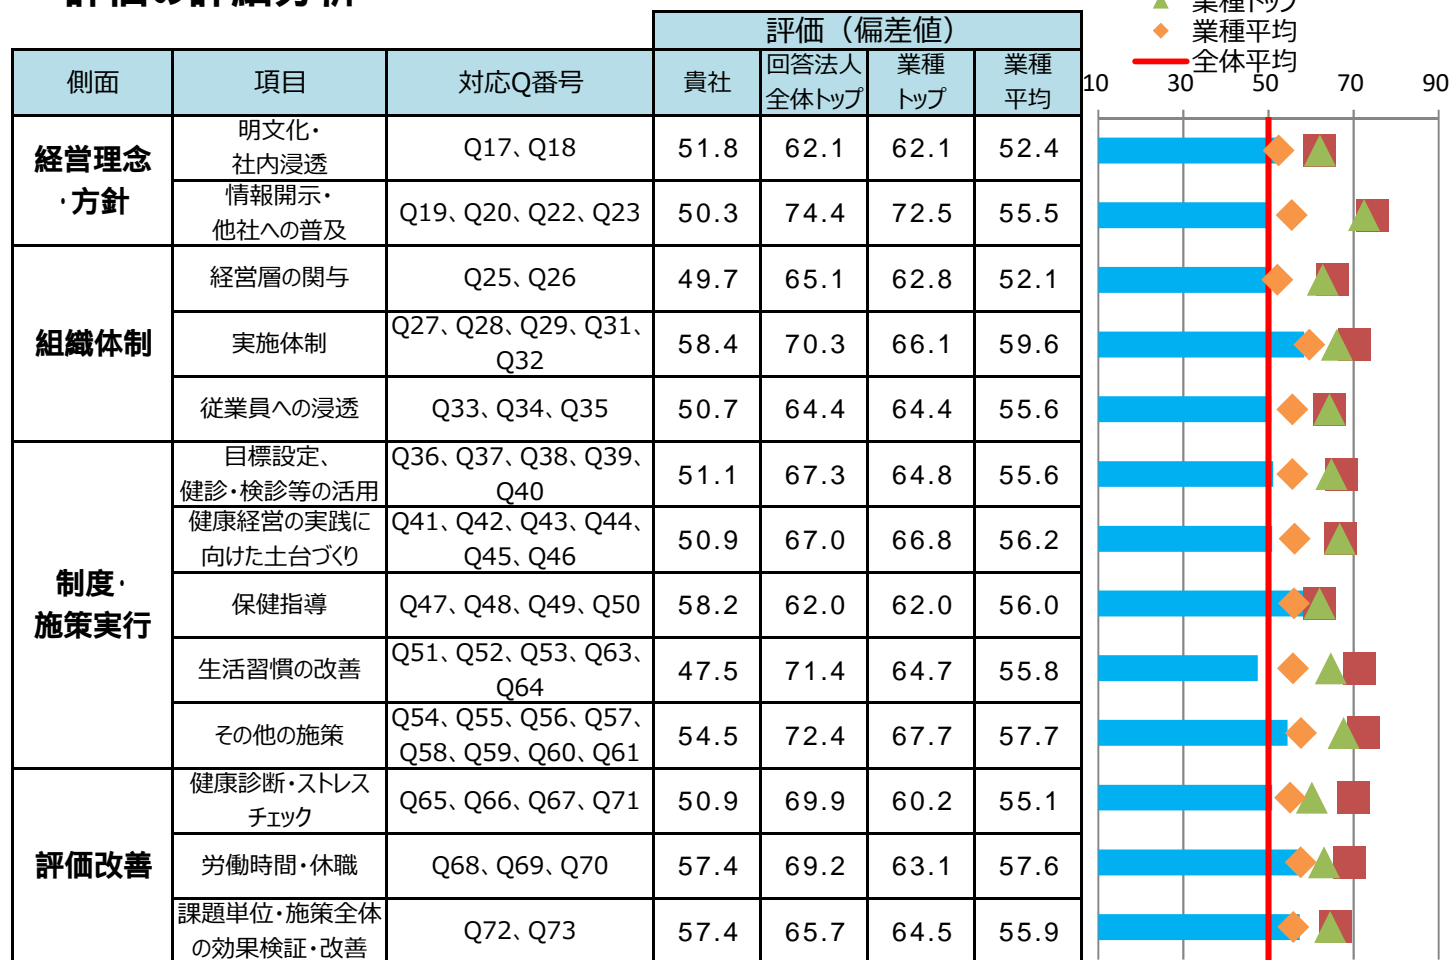 評価の詳細分析
業種トップ
業種平均
全体平均
評価（偏差値）
側面 項目 対応Q番号 貴社 回答法人 業種 業種
全体トップ トップ 平均
10 30 50 70 90
経営理念
・方針
明文化・
社内浸透
Q17、Q18 51.8 62.1 62.1 52.4
情報開示・
他社への普及
Q19、Q20、Q22、Q23 50.3 74.4 72.5 55.5
組織体制
経営層の関与 Q25、Q26 49.7 65.1 62.8 52.1
実施体制
Q27、Q28、Q29、Q31、
Q32
58.4 70.3 66.1 59.6
従業員への浸透 Q33、Q34、Q35 50.7 64.4 64.4 55.6
制度・
施策実行
目標設定、
健診・検診等の活用
Q36、Q37、Q38、Q39、
Q40
51.1 67.3 64.8 55.6
健康経営の実践に
向けた土台づくり
Q41、Q42、Q43、Q44、
Q45、Q46
50.9 67.0 66.8 56.2
保健指導 Q47、Q48、Q49、Q50 58.2 62.0 62.0 56.0
生活習慣の改善
Q51、Q52、Q53、Q63、
Q64
47.5 71.4 64.7 55.8
その他の施策
Q54、Q55、Q56、Q57、
Q58、Q59、Q60、Q61
54.5 72.4 67.7 57.7
評価改善
健康診断・ストレス
チェック
Q65、Q66、Q67、Q71 50.9 69.9 60.2 55.1
労働時間・休職 Q68、Q69、Q70 57.4 69.2 63.1 57.6
課題単位・施策全体
の効果検証・改善
Q72、Q73 57.4 65.7 64.5 55.9